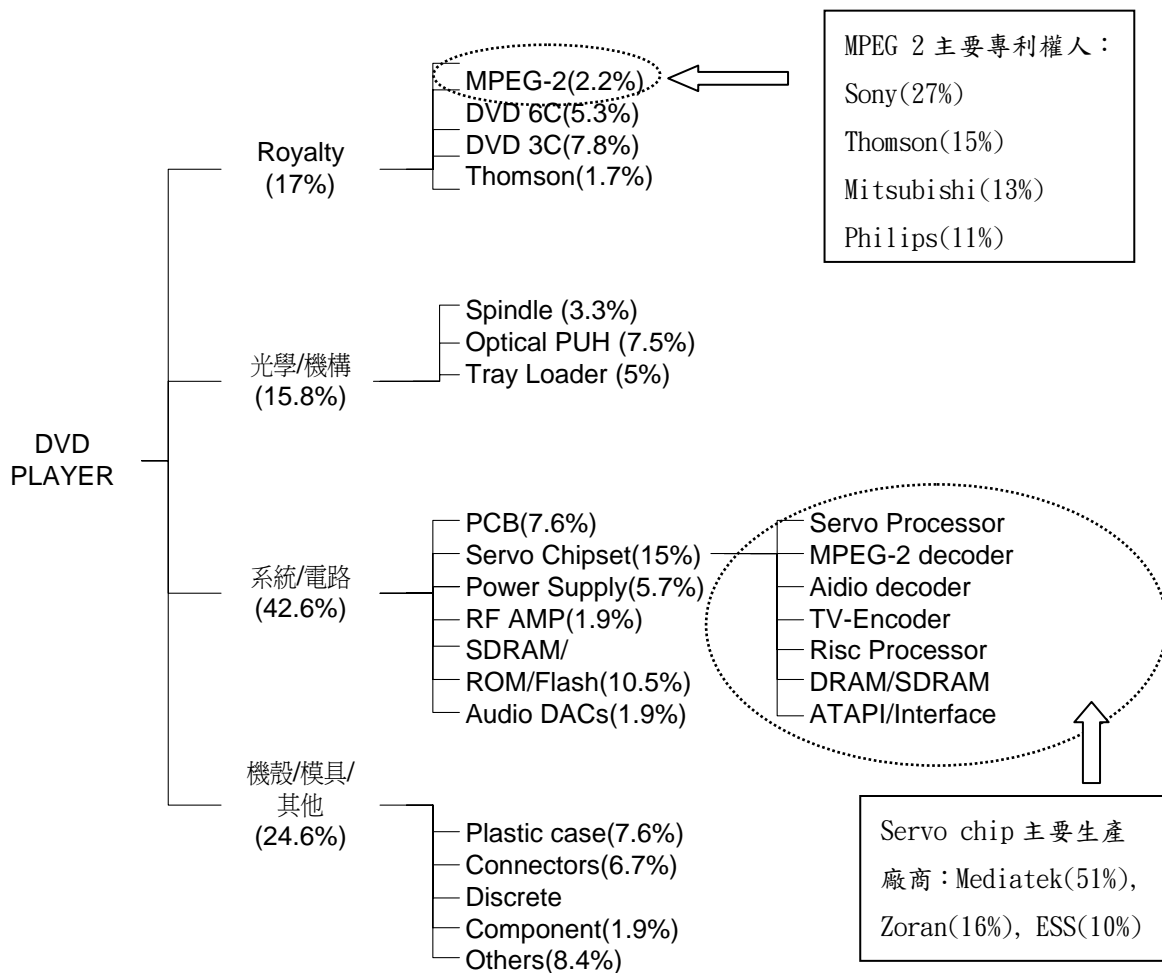 DVD
PLAYER
Royalty
(17%)
MPEG-2(2.2%)
DVD 6C(5.3%)
DVD 3C(7.8%)
Thomson(1.7%)
MPEG 2 主要專利權人：
Sony(27%)
Thomson(15%)
Mitsubishi(13%)
Philips(11%)
光學/機構
(15.8%)
Spindle (3.3%)
Optical PUH (7.5%)
Tray Loader (5%)
系統/電路
(42.6%)
PCB(7.6%)
Servo Chipset(15%)
Power Supply(5.7%)
RF AMP(1.9%)
SDRAM/
ROM/Flash(10.5%)
Audio DACs(1.9%)
Servo Processor
MPEG-2 decoder
Aidio decoder
TV-Encoder
Risc Processor
DRAM/SDRAM
ATAPI/Interface
Servo chip 主要生產
廠商：Mediatek(51%),
Zoran(16%), ESS(10%)
機殼/模具/
其他
(24.6%)
Plastic case(7.6%)
Connectors(6.7%)
Discrete
Component(1.9%)
Others(8.4%)